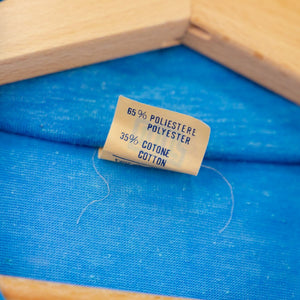 65% POLIESTERE
POLYESTER
35% COTONE
COTTON